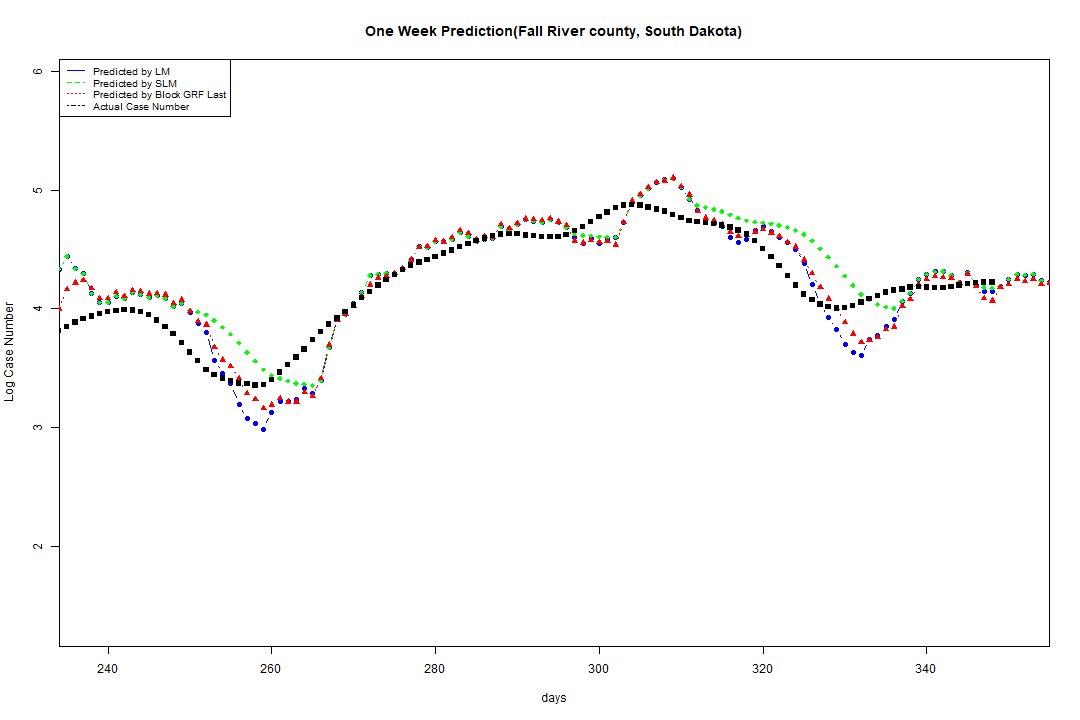 One Week Prediction(Fall River county, South Dakota)
Predicted by LM
Predicted by SLM
Predicted by Block GRF Last
Actual Case Number
6
5
4
3
2
Log Case Number
240 260 280 300 320 340
days